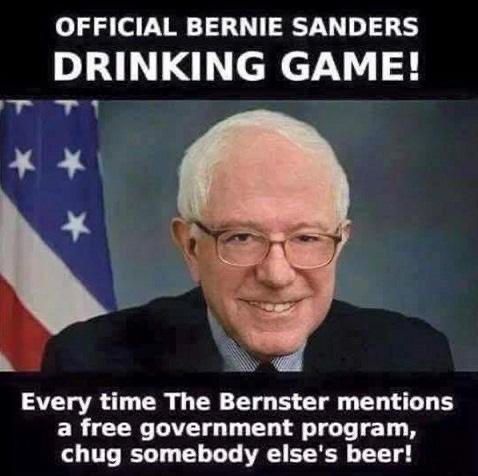 OFFICIAL BERNIE SANDERS
DRINKING GAME!
Every time The Bernster mentions
a free government program,
chug somebody else's beer!